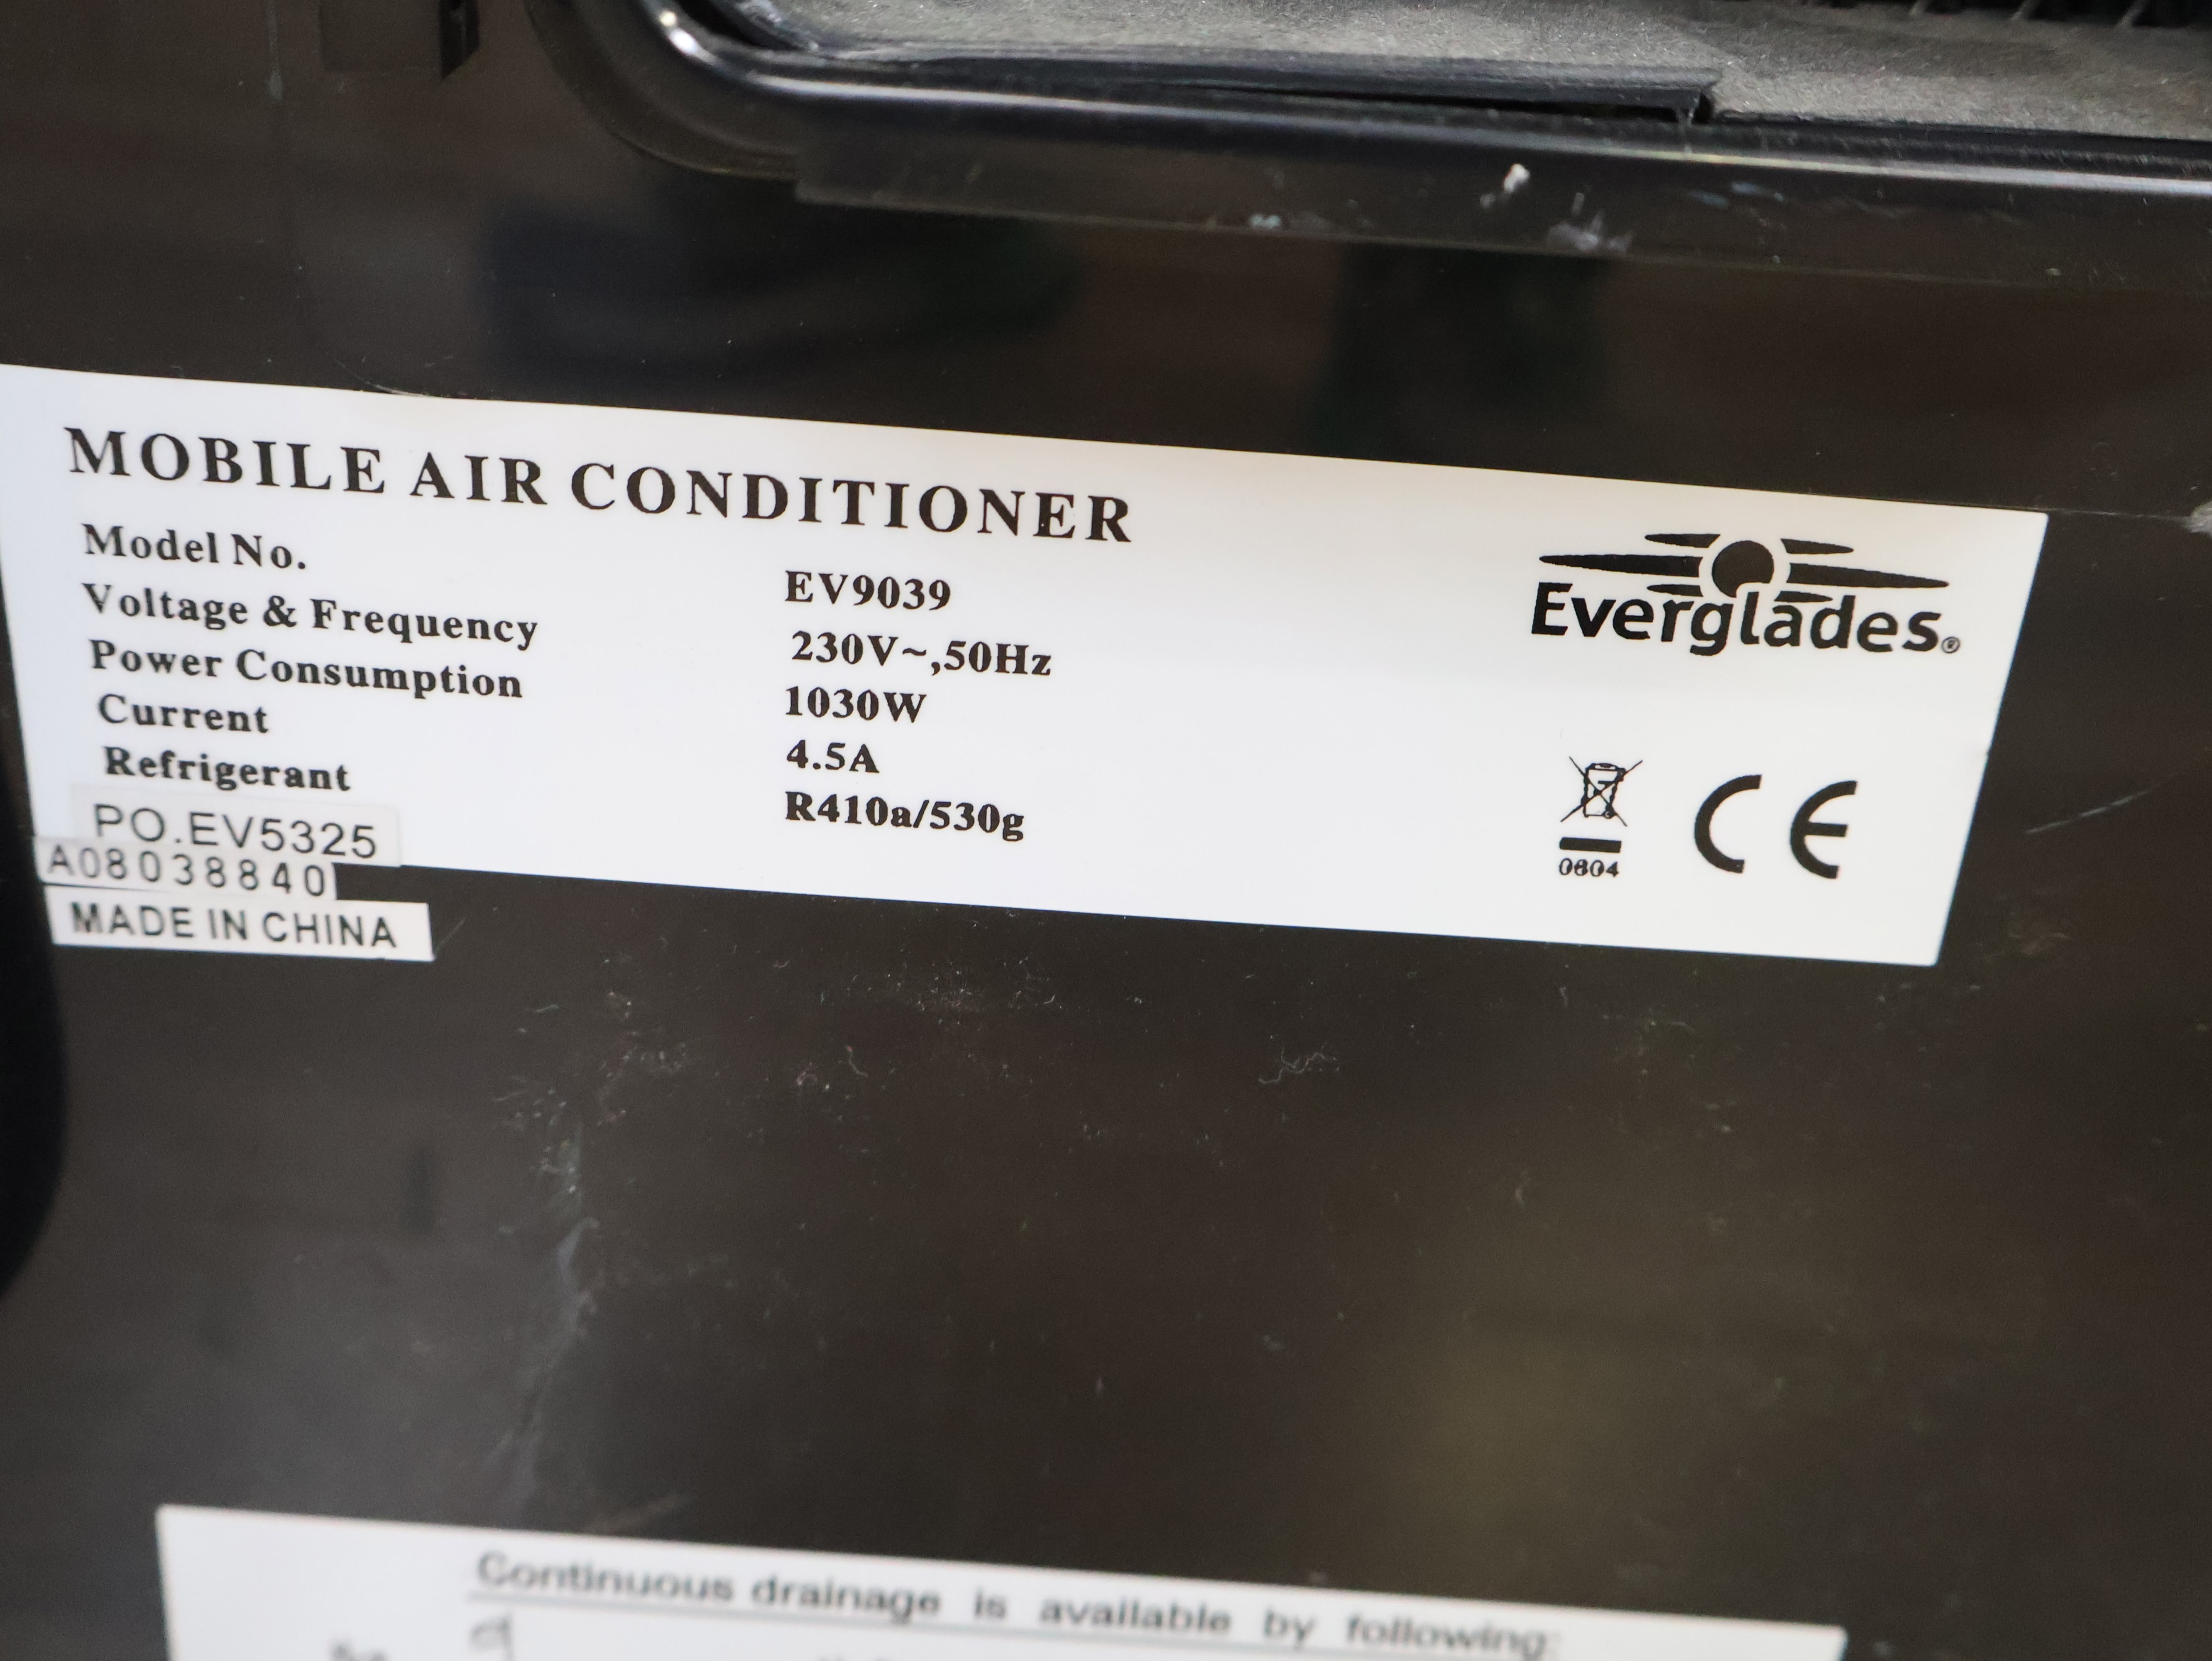 MOBILE AIR CONDITIONER
Model No. EV9039
Voltage & Frequency 230V~,50Hz
Power Consumption 1030W
Current 4.5A
Refrigerant R410a/530g
PO.EV5325
A08038840
MADE IN CHINA
Everglades®
0804
CE
Continuous drainage is available by following: